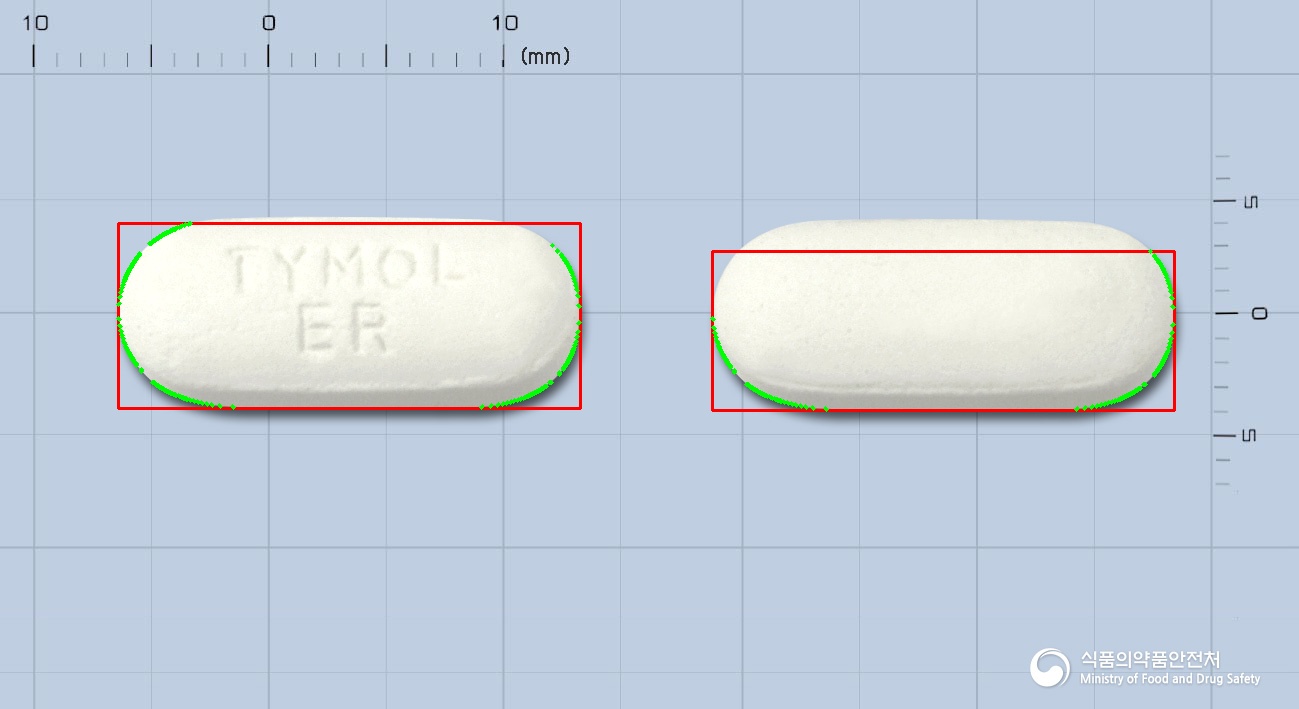 10 0 10
(mm)
TYMOL
ER
5
0
5
식품의약품안전처
Ministry of Food and Drug Safety